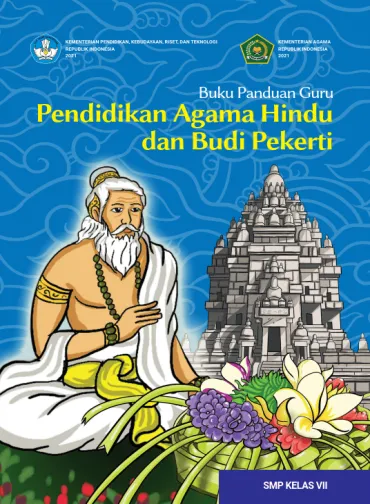 KEMENTERIAN PENDIDIKAN, KEBUDAYAAN, RISET, DAN TEKNOLOGI
REPUBLIK INDONESIA
2021
KEMENTERIAN AGAMA
REPUBLIK INDONESIA
2021
Buku Panduan Guru
Pendidikan Agama Hindu
dan Budi Pekerti
SMP KELAS VII